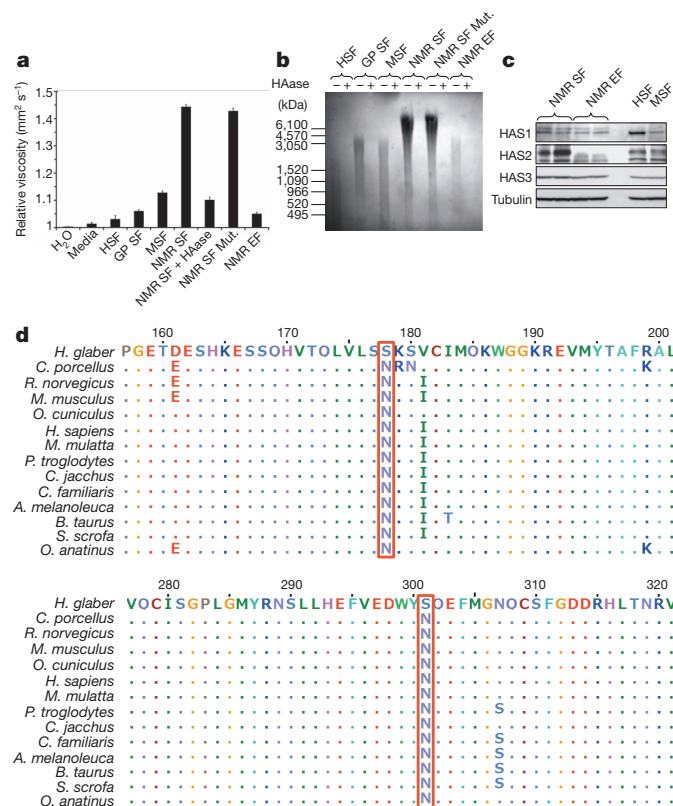 a
Relative viscosity (mm² s⁻¹)
1.5
1.4
1.3
1.2
1.1
1
H₂O
Media
HSF
GP SF
MSF
NMR SF
NMR SF + HAase
NMR SF Mut.
NMR EF
b
HSF
GP SF
MSF
NMR SF
NMR SF Mut.
NMR EF
HAase – + – + – + – + – + – +
(kDa)
6,100
4,570
3,050
1,520
1,090
966
520
495
c
NMR SF NMR EF HSF MSF
HAS1
HAS2
HAS3
Tubulin
d
160 170 180 190 200
H. glaber PGETDESHKESSQHVTQLVLSSKSVCIMQKWGGKREVMYTAFRAL
C. porcellus ....E................NRN..................K..
R. norvegicus ....E................N..I....................
M. musculus ....E................N..I....................
O. cuniculus .....................N.......................
H. sapiens .....................N..I....................
M. mulatta .....................N..I....................
P. troglodytes .....................N..I....................
C. jacchus .....................N..I....................
C. familiaris .....................N..I....................
A. melanoleuca .....................N..I....................
B. taurus .....................N..I.T..................
S. scrofa .....................N..I....................
O. anatinus ....E................N....................K..
280 290 300 310 320
H. glaber VQCISGPLGMYRNSLLHEFVEDWYSQEFMGNQCSFGDDRHLTNRV
C. porcellus ........................N....................
R. norvegicus ........................N....................
M. musculus ........................N....................
O. cuniculus ........................N....................
H. sapiens ........................N....................
M. mulatta ........................N....................
P. troglodytes ........................N.....S..............
C. jacchus ........................N....................
C. familiaris ........................N.....S..............
A. melanoleuca ........................N.....S..............
B. taurus ........................N.....S..............
S. scrofa ........................N.....S..............
O. anatinus ........................N....................